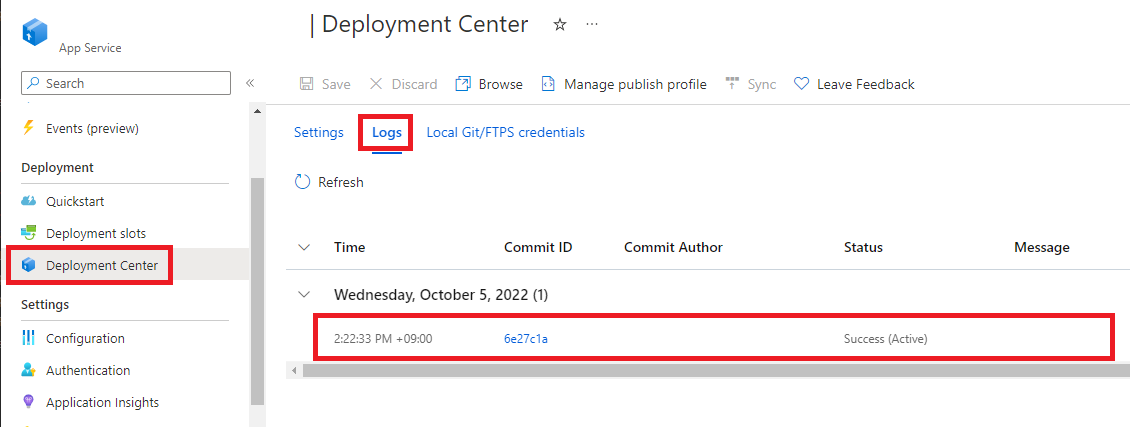 | Deployment Center
App Service
Search
Save Discard Browse Manage publish profile Sync Leave Feedback
Events (preview)
Settings Logs Local Git/FTPS credentials
Deployment
Refresh
Quickstart
Deployment slots
Time Commit ID Commit Author Status Message
Deployment Center
Wednesday, October 5, 2022 (1)
Settings
2:22:33 PM +09:00 6e27c1a Success (Active)
Configuration
Authentication
Application Insights